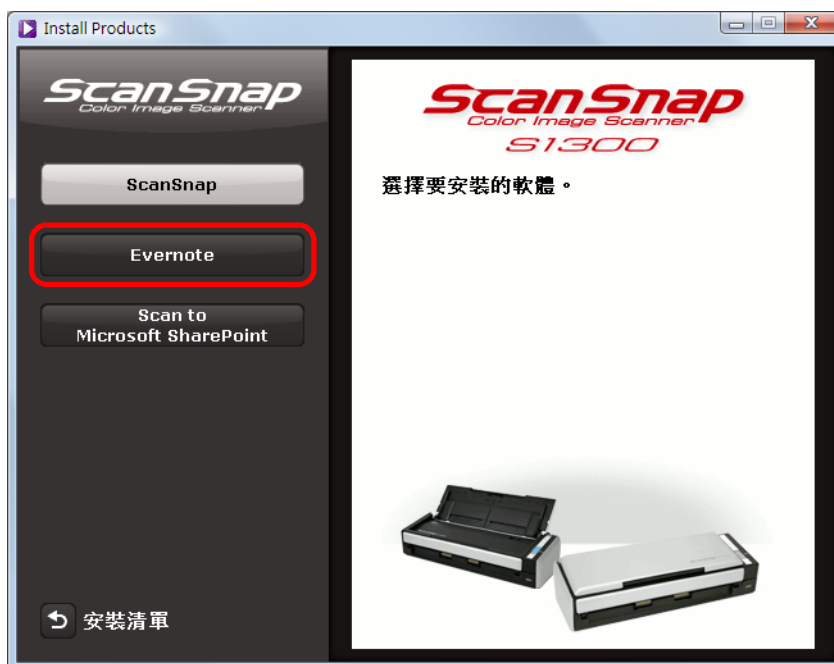 Install Products
ScanSnap
Color Image Scanner
ScanSnap
Evernote
Scan to
Microsoft SharePoint
安裝清單
ScanSnap
Color Image Scanner
S1300
選擇要安裝的軟體。